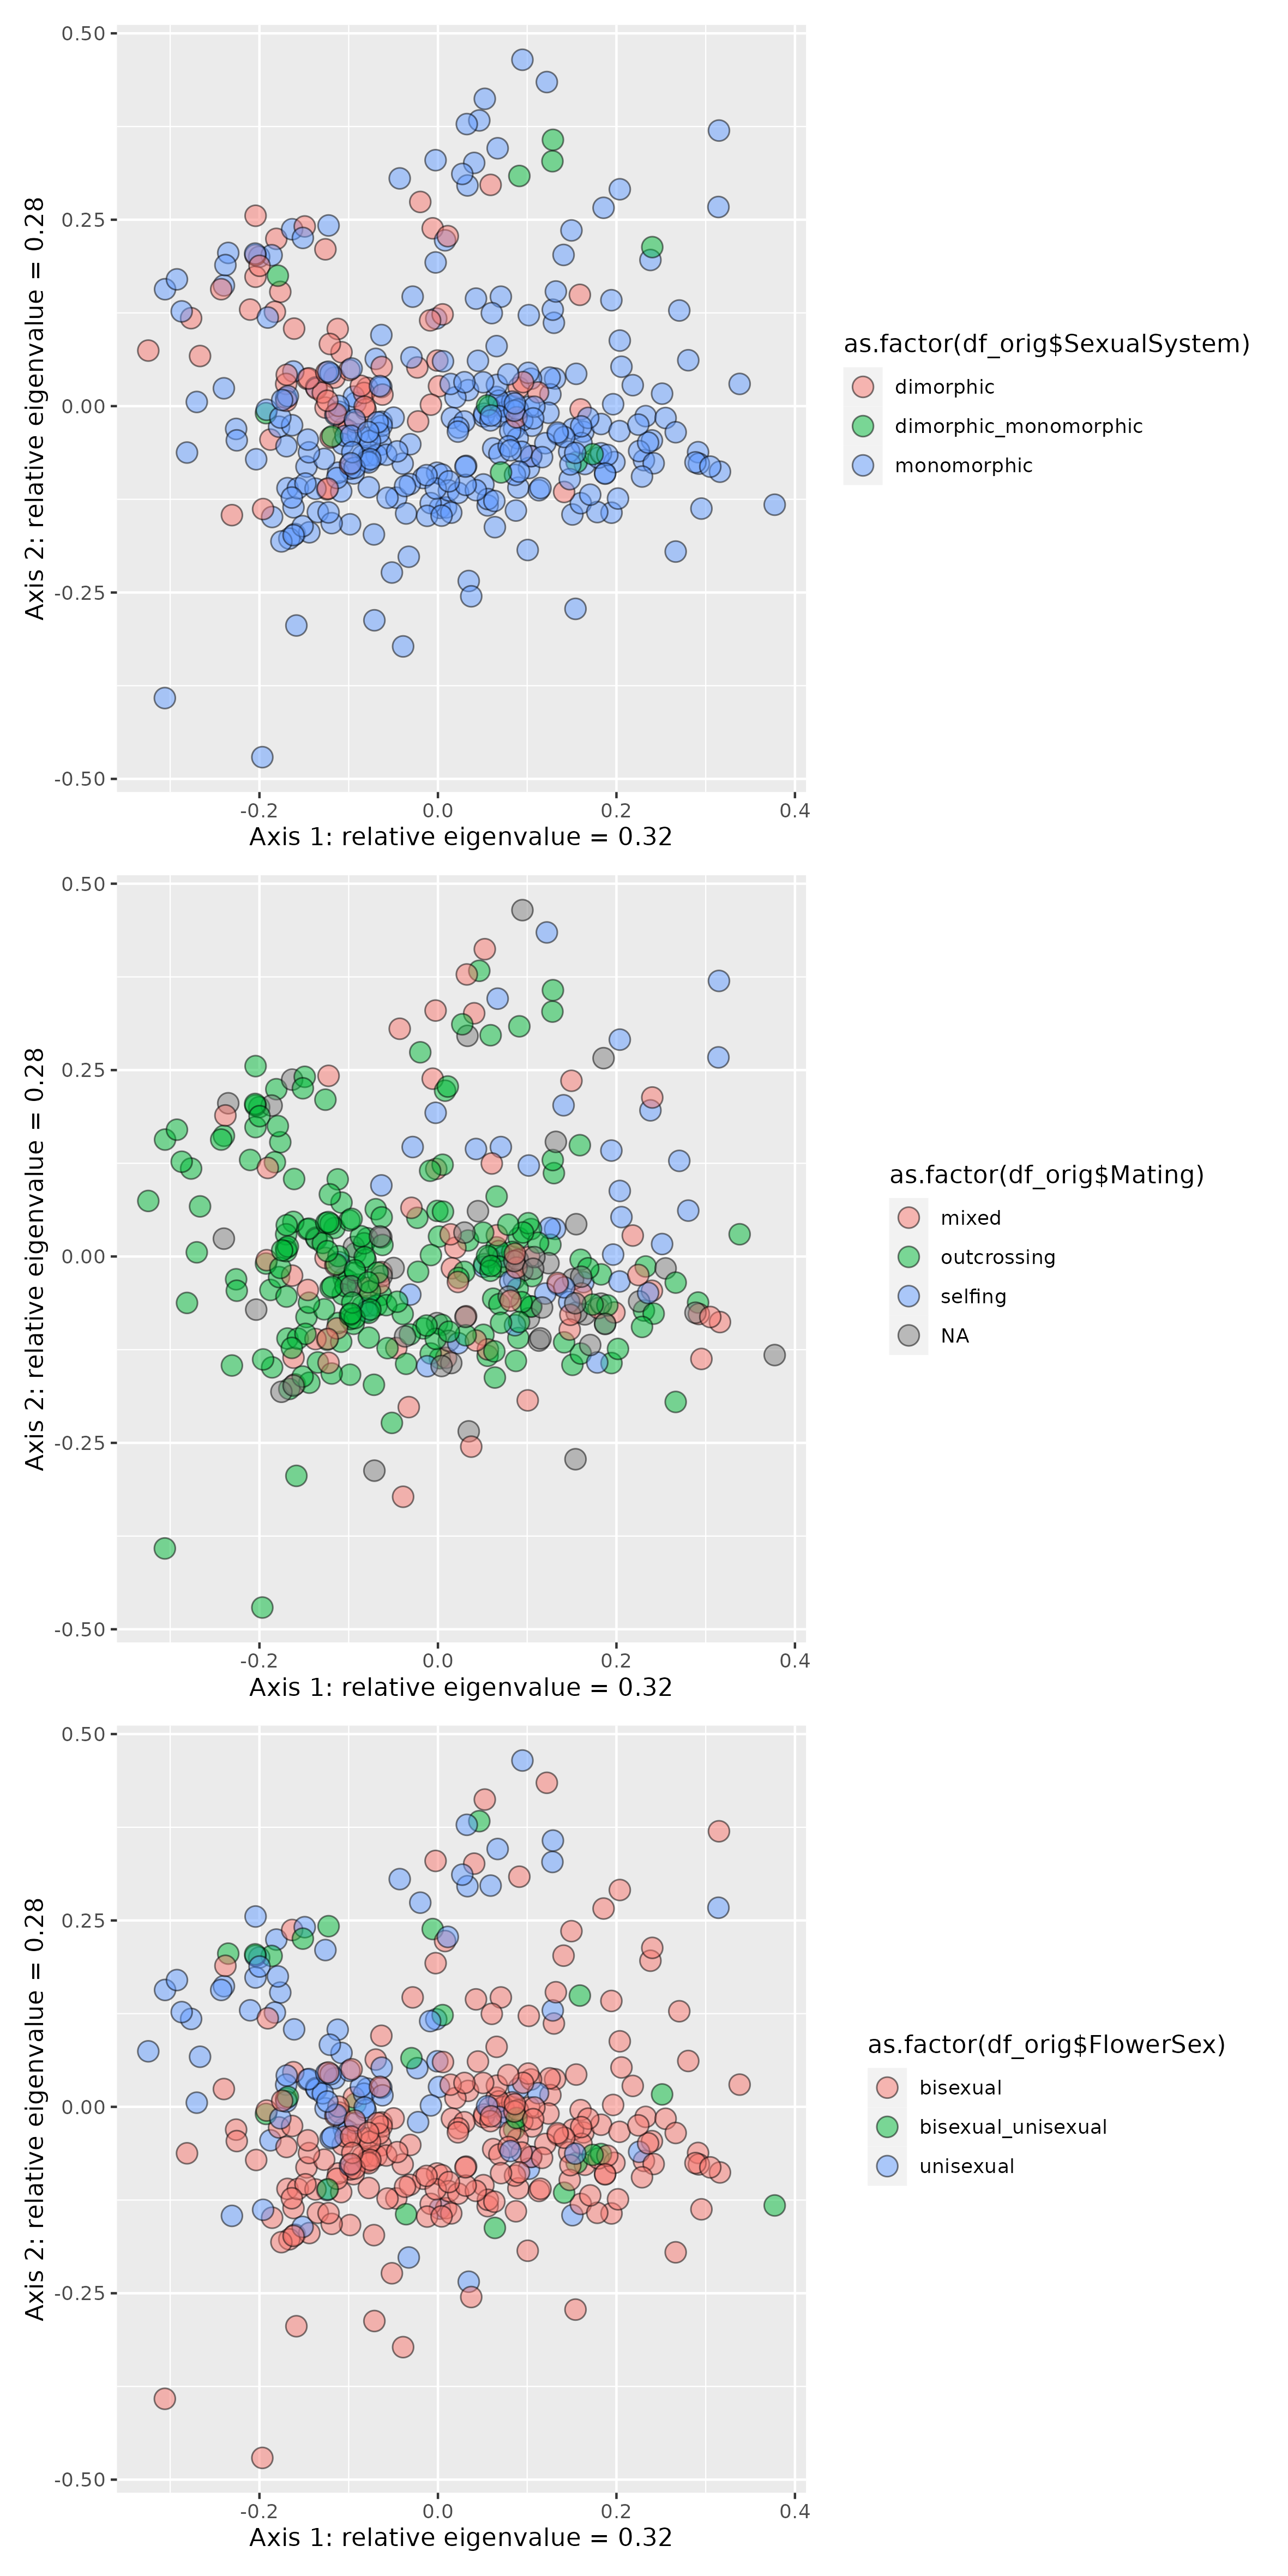 0.50
0.25
0.00
-0.25
-0.50
Axis 2: relative eigenvalue = 0.28
-0.2 0.0 0.2 0.4
Axis 1: relative eigenvalue = 0.32
as.factor(df_orig$SexualSystem)
dimorphic
dimorphic_monomorphic
monomorphic
0.50
0.25
0.00
-0.25
-0.50
Axis 2: relative eigenvalue = 0.28
-0.2 0.0 0.2 0.4
Axis 1: relative eigenvalue = 0.32
as.factor(df_orig$Mating)
mixed
outcrossing
selfing
NA
0.50
0.25
0.00
-0.25
-0.50
Axis 2: relative eigenvalue = 0.28
-0.2 0.0 0.2 0.4
Axis 1: relative eigenvalue = 0.32
as.factor(df_orig$FlowerSex)
bisexual
bisexual_unisexual
unisexual